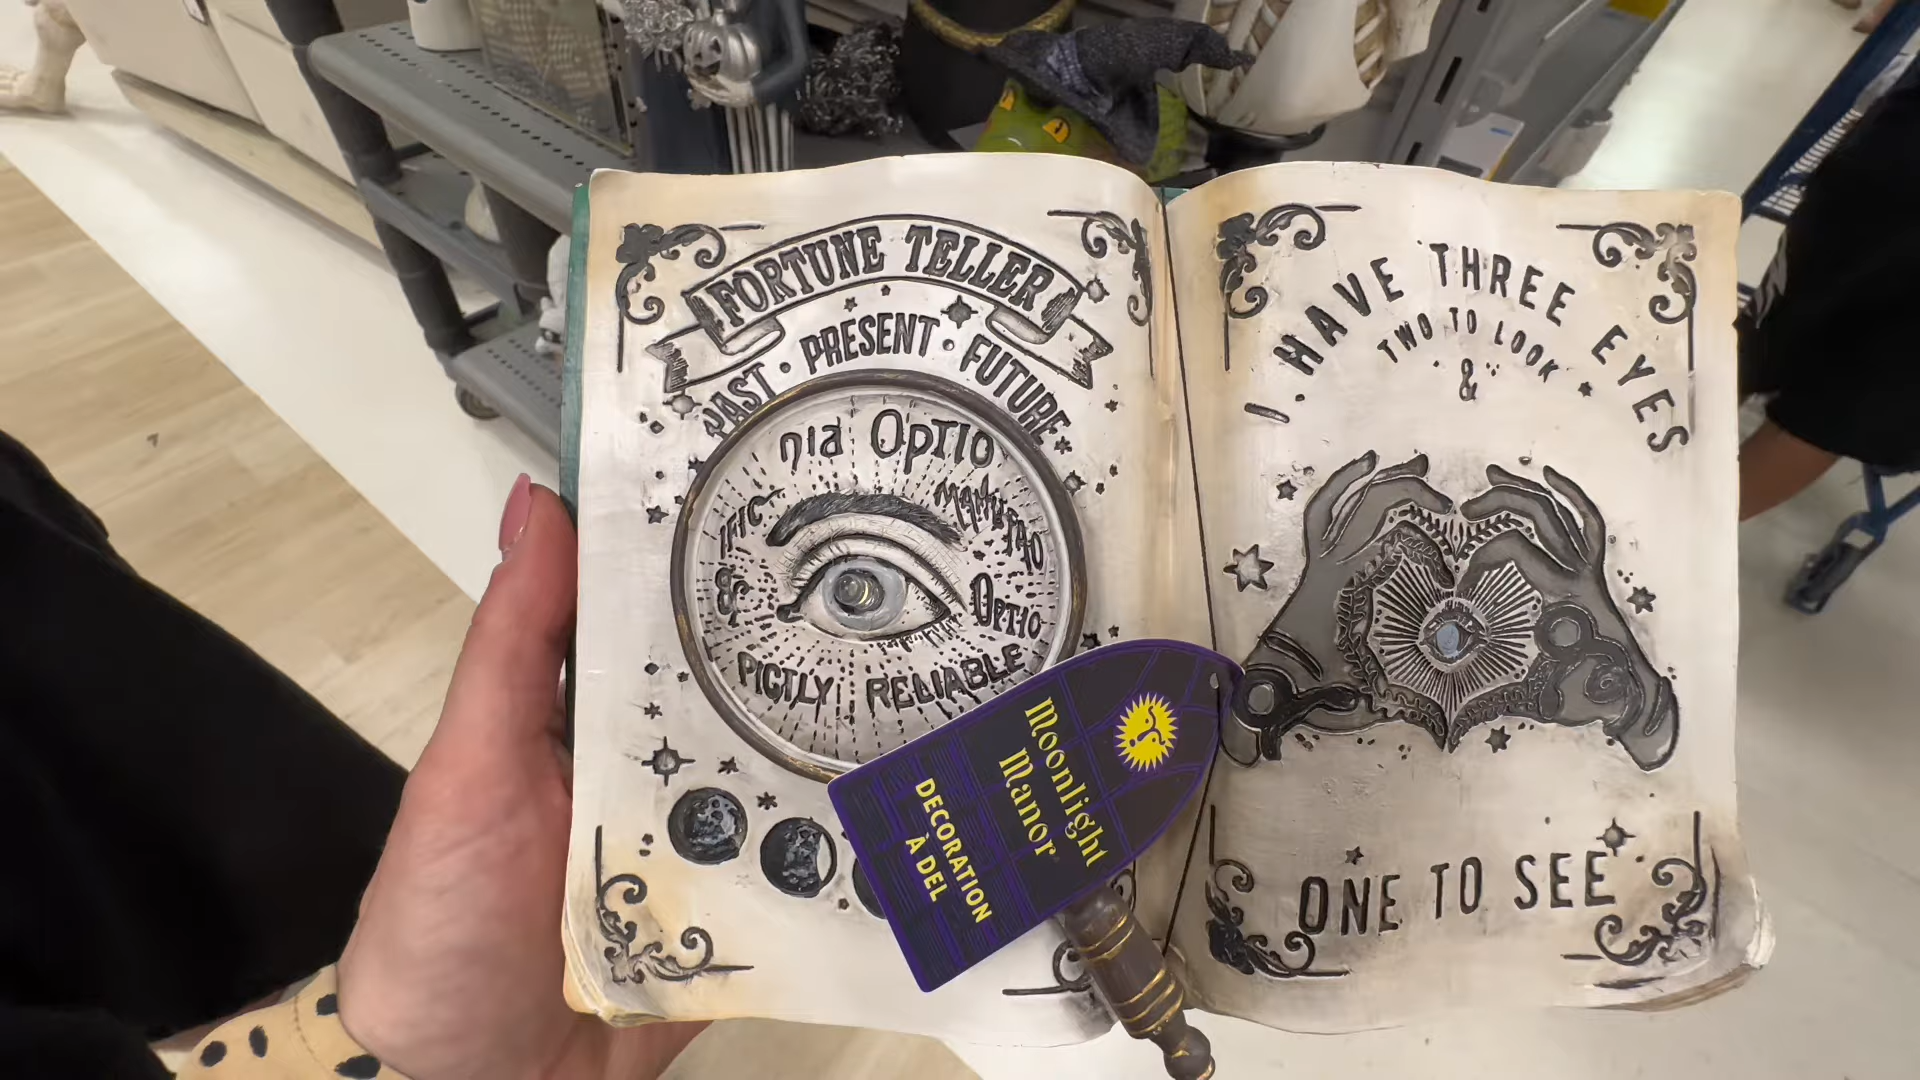 FORTUNE TELLER
PAST • PRESENT • FUTURE
Optio
&
Optio
RELIABLE
Moonlight
Manor
DECORATION
À DEL
I HAVE THREE EYES
TWO TO LOOK
&
ONE TO SEE